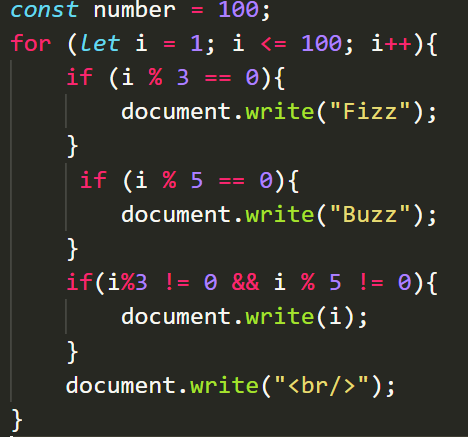 const number = 100;
for (let i = 1; i <= 100; i++){
    if (i % 3 == 0){
        document.write("Fizz");
    }
     if (i % 5 == 0){
        document.write("Buzz");
    }
    if(i%3 != 0 && i % 5 != 0){
        document.write(i);
    }
    document.write("<br/>");
}